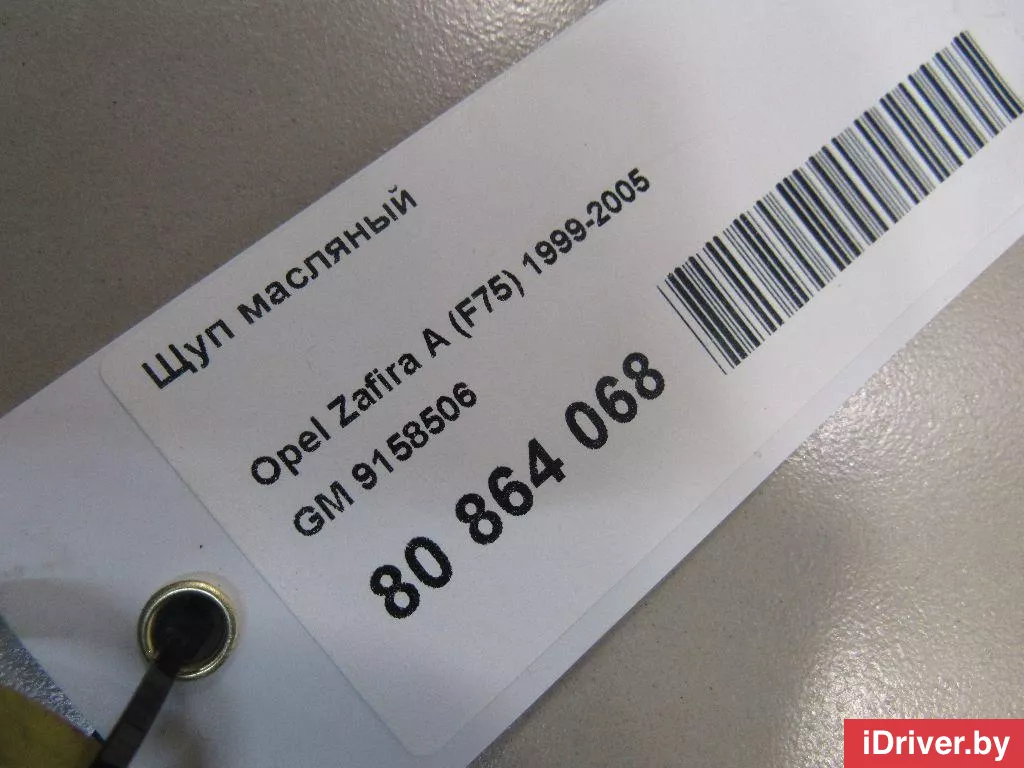 Щуп масляный
Opel Zafira A (F75) 1999-2005
GM 9158506
80 864 068
iDriver.by